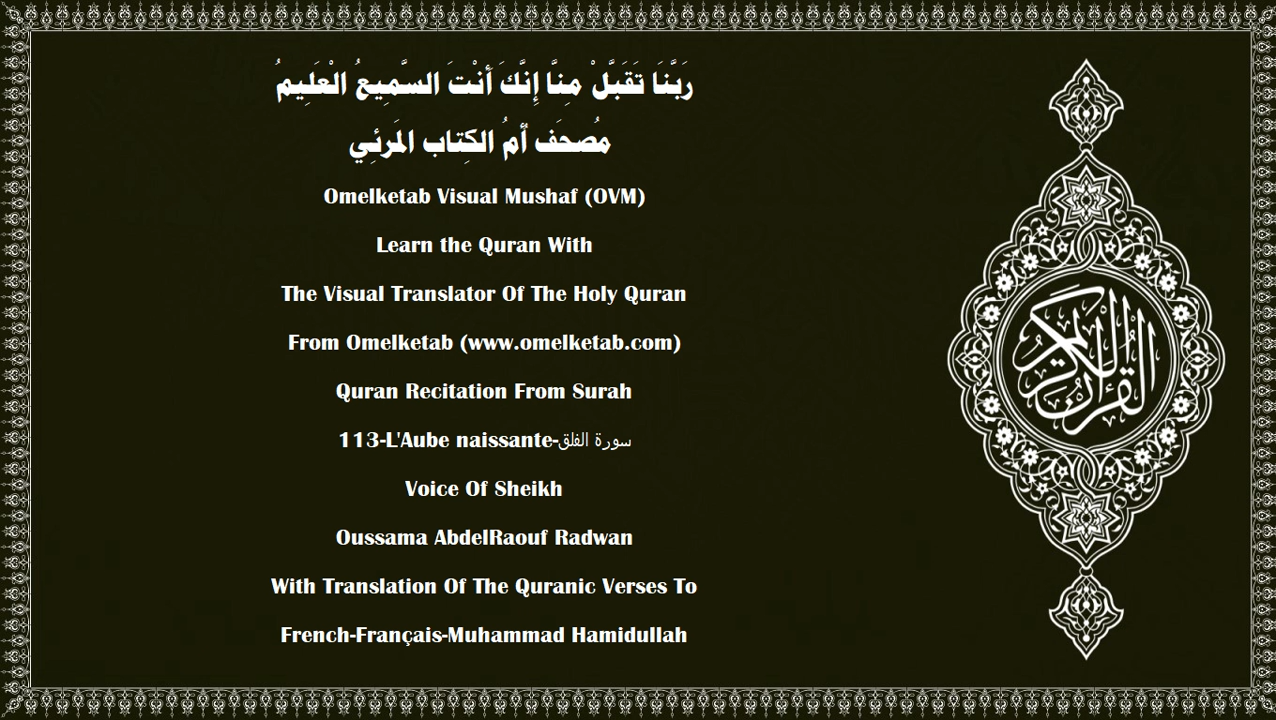 رَبَّنَا تَقَبَّلْ مِنَّا إِنَّكَ أَنْتَ السَّمِيعُ الْعَلِيمُ
مُصحَف أمُ الكِتاب المَرئِي
Omelketab Visual Mushaf (OVM)
Learn the Quran With
The Visual Translator Of The Holy Quran
From Omelketab (www.omelketab.com)
Quran Recitation From Surah
113-L'Aube naissante-سورة الفلق
Voice Of Sheikh
Oussama AbdelRaouf Radwan
With Translation Of The Quranic Verses To
French-Français-Muhammad Hamidullah
القرآن الكريم